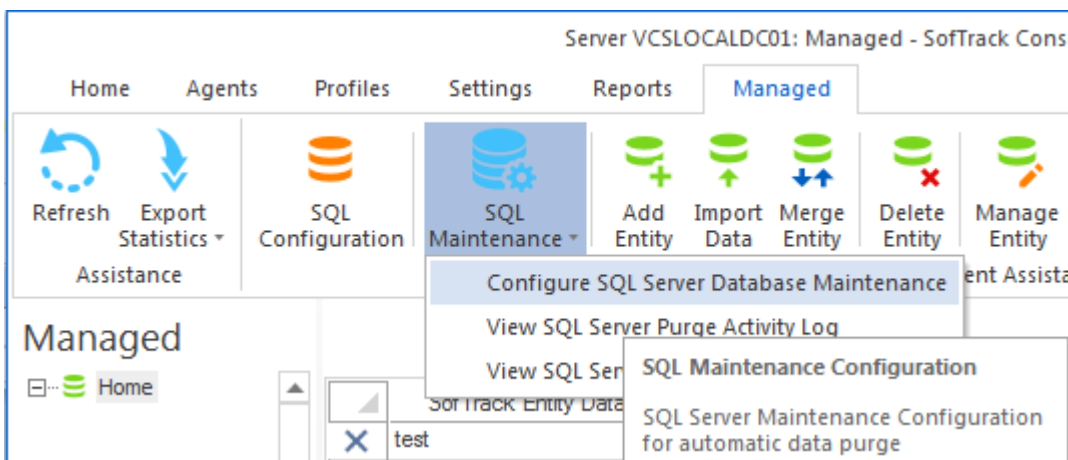 Server VCSLOCALDC01: Managed - SofTrack Cons
Home Agents Profiles Settings Reports Managed
Refresh Export SQL SQL Add Import Merge Delete Manage
Statistics Configuration Maintenance Entity Data Entity Entity Entity
Assistance
ent Assista
Configure SQL Server Database Maintenance
View SQL Server Purge Activity Log
View SQL Ser
SQL Maintenance Configuration
SQL Server Maintenance Configuration
for automatic data purge
Managed
Home
SofTrack Entity Data
test